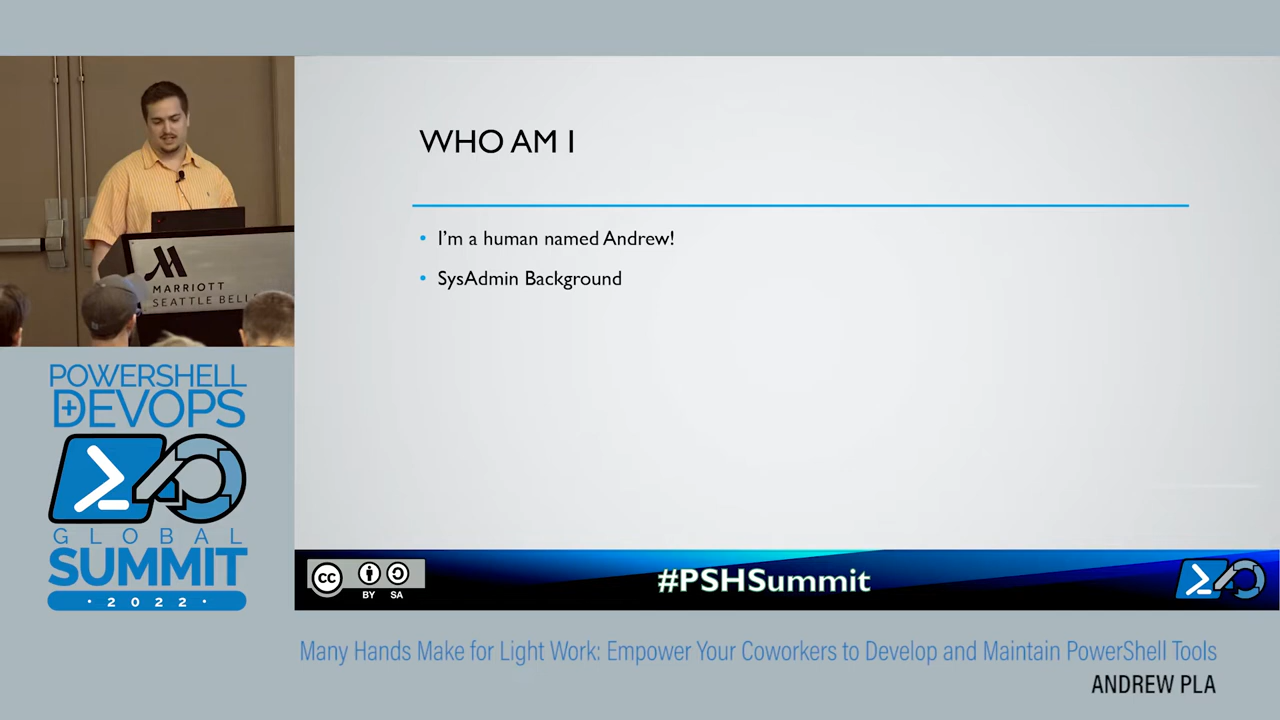 WHO AM I
• I'm a human named Andrew!
• SysAdmin Background
MARRIOTT
SEATTLE BELL
POWERSHELL
+DEVOPS
GLOBAL
SUMMIT
· 2022 ·
cc
BY SA
#PSHSummit
Many Hands Make for Light Work: Empower Your Coworkers to Develop and Maintain PowerShell Tools
ANDREW PLA